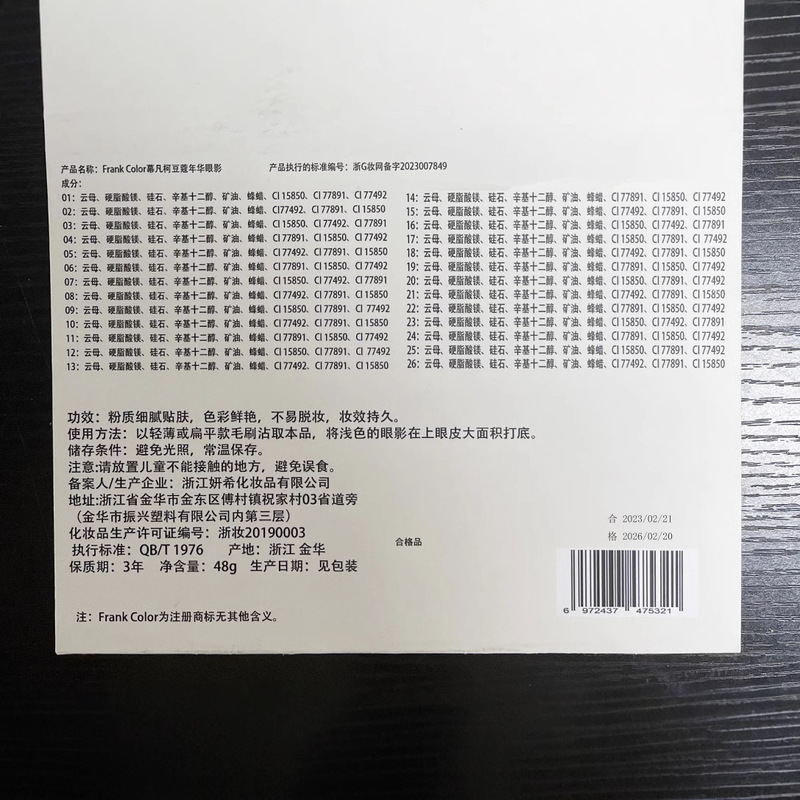 产品名称：Frank Color慕凡柯豆蔻年华眼影 产品执行的标准编号：浙G妆网备字2023007849
成分：
01：云母、硬脂酸镁、硅石、辛基十二醇、矿油、蜂蜡、CI 15850、CI 77891、CI 77492
02：云母、硬脂酸镁、硅石、辛基十二醇、矿油、蜂蜡、CI77492、CI 77891、CI 15850
03：云母、硬脂酸镁、硅石、辛基十二醇、矿油、蜂蜡、CI 15850、CI 77492、CI 77891
04：云母、硬脂酸镁、硅石、辛基十二醇、矿油、蜂蜡、CI 77492、CI 77891、CI 15850
05：云母、硬脂酸镁、硅石、辛基十二醇、矿油、蜂蜡、CI 77492、CI 77891、CI 15850
06：云母、硬脂酸镁、硅石、辛基十二醇、矿油、蜂蜡、CI 77891、CI 15850、CI 77492
07：云母、硬脂酸镁、硅石、辛基十二醇、矿油、蜂蜡、CI 15850、CI 77492、CI 77891
08：云母、硬脂酸镁、硅石、辛基十二醇、矿油、蜂蜡、CI 77492、CI 77891、CI 15850
09：云母、硬脂酸镁、硅石、辛基十二醇、矿油、蜂蜡、CI 77891、CI 15850、CI 77492
10：云母、硬脂酸镁、硅石、辛基十二醇、矿油、蜂蜡、CI 15850、CI 77492、CI 77891
11：云母、硬脂酸镁、硅石、辛基十二醇、矿油、蜂蜡、CI 77492、CI 77891、CI 15850
12：云母、硬脂酸镁、硅石、辛基十二醇、矿油、蜂蜡、CI 15850、CI 77891、CI 77492
13：云母、硬脂酸镁、硅石、辛基十二醇、矿油、蜂蜡、CI 77492、CI 77891、CI 15850
14：云母、硬脂酸镁、硅石、辛基十二醇、矿油、蜂蜡、CI 77891、CI 15850、CI 77492
15：云母、硬脂酸镁、硅石、辛基十二醇、矿油、蜂蜡、CI 77492、CI 77891、CI 15850
16：云母、硬脂酸镁、硅石、辛基十二醇、矿油、蜂蜡、CI 15850、CI 77492、CI 77891
17：云母、硬脂酸镁、硅石、辛基十二醇、矿油、蜂蜡、CI 77891、CI 15850、CI 77492
18：云母、硬脂酸镁、硅石、辛基十二醇、矿油、蜂蜡、CI 15850、CI 77891、CI 77492
19：云母、硬脂酸镁、硅石、辛基十二醇、矿油、蜂蜡、CI 77891、CI 15850、CI 77492
20：云母、硬脂酸镁、硅石、辛基十二醇、矿油、蜂蜡、CI 15850、CI 77492、CI 77891
21：云母、硬脂酸镁、硅石、辛基十二醇、矿油、蜂蜡、CI 77492、CI 77891、CI 15850
22：云母、硬脂酸镁、硅石、辛基十二醇、矿油、蜂蜡、CI 77891、CI 15850、CI 77492
23：云母、硬脂酸镁、硅石、辛基十二醇、矿油、蜂蜡、CI 15850、CI 77492、CI 77891
24：云母、硬脂酸镁、硅石、辛基十二醇、矿油、蜂蜡、CI 77492、CI 77891、CI 15850
25：云母、硬脂酸镁、硅石、辛基十二醇、矿油、蜂蜡、CI 15850、CI 77891、CI 77492
26：云母、硬脂酸镁、硅石、辛基十二醇、矿油、蜂蜡、CI 77492、CI 77891、CI 15850
功效：粉质细腻贴肤，色彩鲜艳，不易脱妆，妆效持久。
使用方法：以轻薄或扁平款毛刷沾取本品，将浅色的眼影在上眼皮大面积打底。
储存条件：避免光照，常温保存。
注意:请放置儿童不能接触的地方，避免误食。
备案人/生产企业：浙江妍希化妆品有限公司
地址:浙江省金华市金东区傅村镇祝家村03省道旁
（金华市振兴塑料有限公司内第三层）
化妆品生产许可证编号：浙妆20190003
执行标准：QB/T 1976 产地：浙江 金华
保质期：3年 净含量：48g 生产日期：见包装
合格品
合 2023/02/21
格 2026/02/20
6 972437 475321
注：Frank Color为注册商标无其他含义。